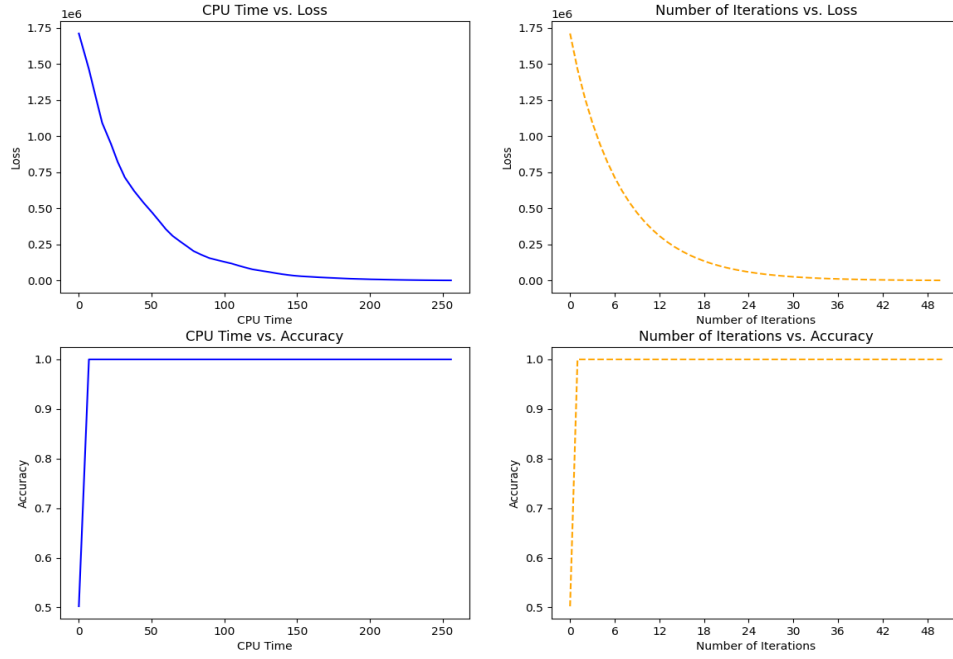 CPU Time vs. Loss
1e6
1.75
1.50
1.25
1.00
0.75
0.50
0.25
0.00
Loss
0 50 100 150 200 250
CPU Time
Number of Iterations vs. Loss
1e6
1.75
1.50
1.25
1.00
0.75
0.50
0.25
0.00
Loss
0 6 12 18 24 30 36 42 48
Number of Iterations
CPU Time vs. Accuracy
1.0
0.9
0.8
0.7
0.6
0.5
Accuracy
0 50 100 150 200 250
CPU Time
Number of Iterations vs. Accuracy
1.0
0.9
0.8
0.7
0.6
0.5
Accuracy
0 6 12 18 24 30 36 42 48
Number of Iterations